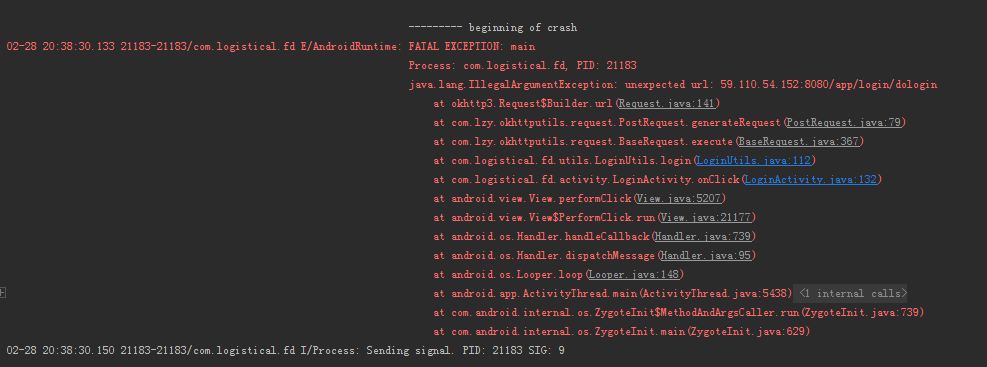 --------- beginning of crash
02-28 20:38:30.133 21183-21183/com.logistical.fd E/AndroidRuntime: FATAL EXCEPTION: main
Process: com.logistical.fd, PID: 21183
java.lang.IllegalArgumentException: unexpected url: 59.110.54.152:8080/app/login/dologin
at okhttp3.Request$Builder.url(Request.java:141)
at com.lzy.okhttputils.request.PostRequest.generateRequest(PostRequest.java:79)
at com.lzy.okhttputils.request.BaseRequest.execute(BaseRequest.java:367)
at com.logistical.fd.utils.LoginUtils.login(LoginUtils.java:112)
at com.logistical.fd.activity.LoginActivity.onClick(LoginActivity.java:132)
at android.view.View.performClick(View.java:5207)
at android.view.View$PerformClick.run(View.java:21177)
at android.os.Handler.handleCallback(Handler.java:739)
at android.os.Handler.dispatchMessage(Handler.java:95)
at android.os.Looper.loop(Looper.java:148)
at android.app.ActivityThread.main(ActivityThread.java:5438) <1 internal calls>
at com.android.internal.os.ZygoteInit$MethodAndArgsCaller.run(ZygoteInit.java:739)
at com.android.internal.os.ZygoteInit.main(ZygoteInit.java:629)
02-28 20:38:30.150 21183-21183/com.logistical.fd I/Process: Sending signal. PID: 21183 SIG: 9